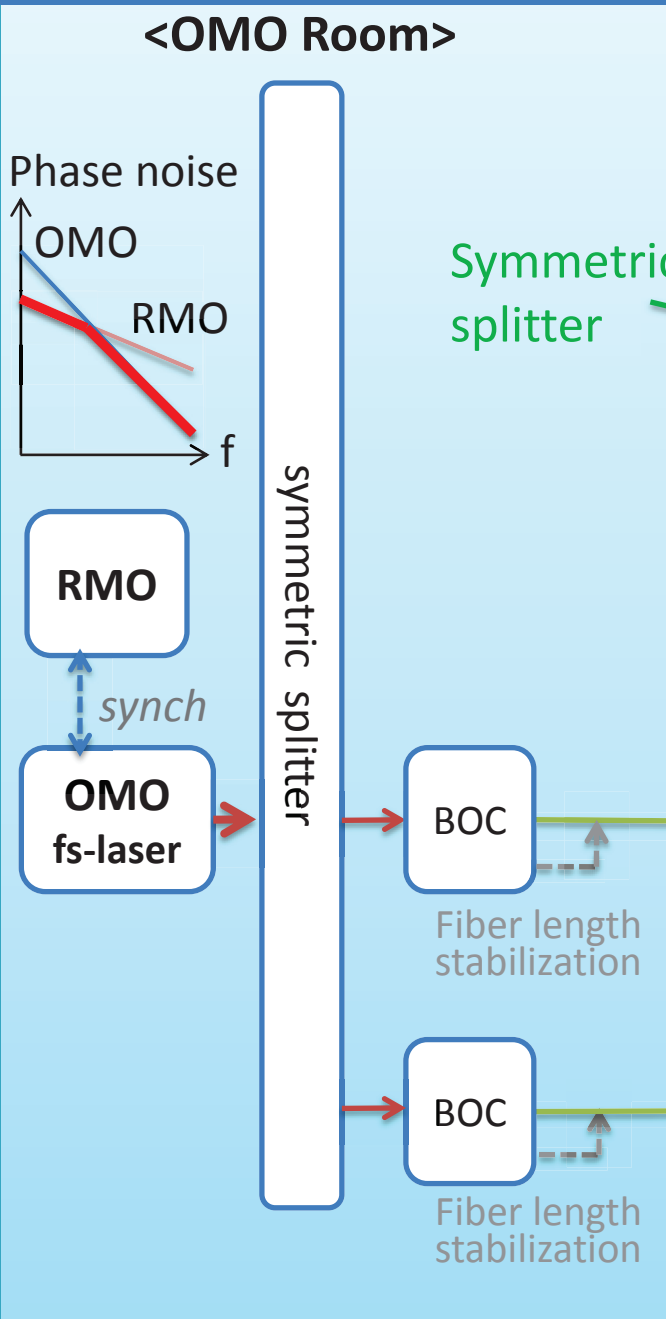 <OMO Room>
Phase noise
OMO
RMO
f
Symmetric
splitter
symmetric splitter
RMO
synch
OMO
fs-laser
BOC
Fiber length
stabilization
BOC
Fiber length
stabilization